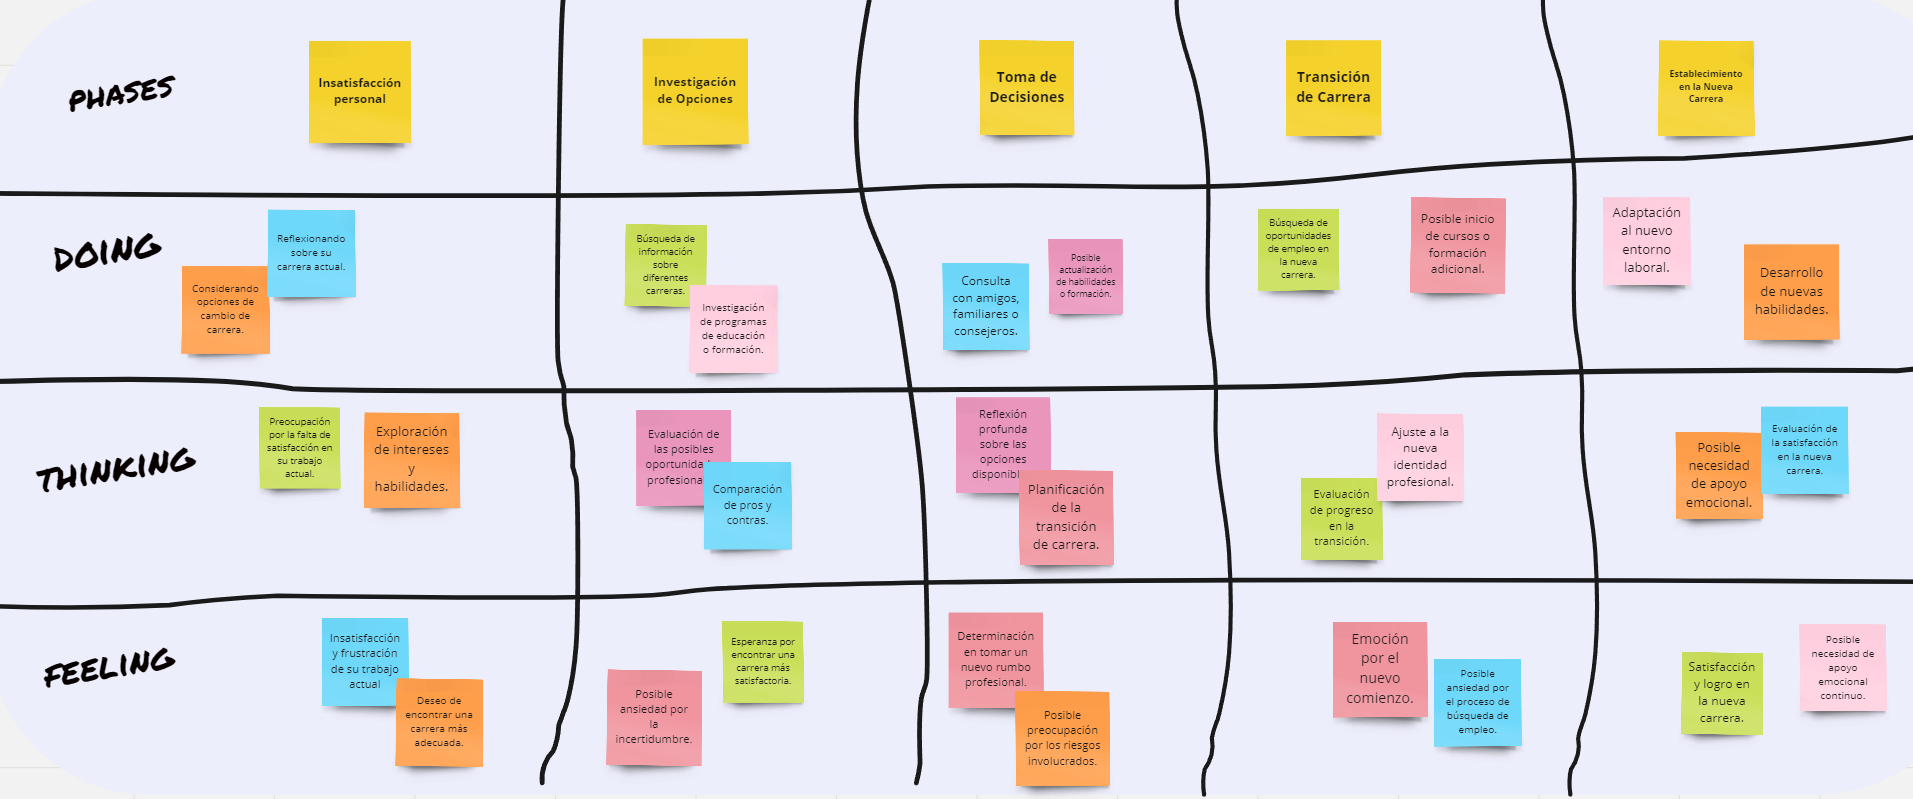 PHASES
Insatisfacción
personal
Investigación
de Opciones
Toma de
Decisiones
Transición
de Carrera
Establecimiento
en la Nueva
Carrera
DOING
Reflexionando
sobre su
carrera actual.
Considerando
opciones de
cambio de
carrera.
Búsqueda de
información
sobre
diferentes
carreras.
Investigación
de programas
de educación
o formación.
Consulta
con amigos,
familiares o
consejeros.
Posible
actualización
de habilidades
o formación.
Búsqueda de
oportunidades
de empleo en
la nueva
carrera.
Posible inicio
de cursos o
formación
adicional.
Adaptación
al nuevo
entorno
laboral.
Desarrollo
de nuevas
habilidades.
THINKING
Preocupación
por la falta de
satisfacción en
su trabajo
actual.
Exploración
de intereses
y
habilidades.
Evaluación de
las posibles
oportunida
profesiona
Comparación
de pros y
contras.
Reflexión
profunda
sobre las
opciones
disponibl
Planificación
de la
transición
de carrera.
Ajuste a la
nueva
identidad
profesional.
Evaluación
de progreso
en la
transición.
Posible
necesidad
de apoyo
emocional.
Evaluación de
la satisfacción
en la nueva
carrera.
FEELING
Insatisfacción
y frustración
de su trabajo
actual
Deseo de
encontrar una
carrera más
adecuada.
Posible
ansiedad por
la
incertidumbre.
Esperanza por
encontrar una
carrera más
satisfactoria.
Determinación
en tomar un
nuevo rumbo
profesional.
Posible
preocupación
por los riesgos
involucrados.
Emoción
por el
nuevo
comienzo.
Posible
ansiedad por
el proceso de
búsqueda de
empleo.
Satisfacción
y logro en
la nueva
carrera.
Posible
necesidad de
apoyo
emocional
continuo.